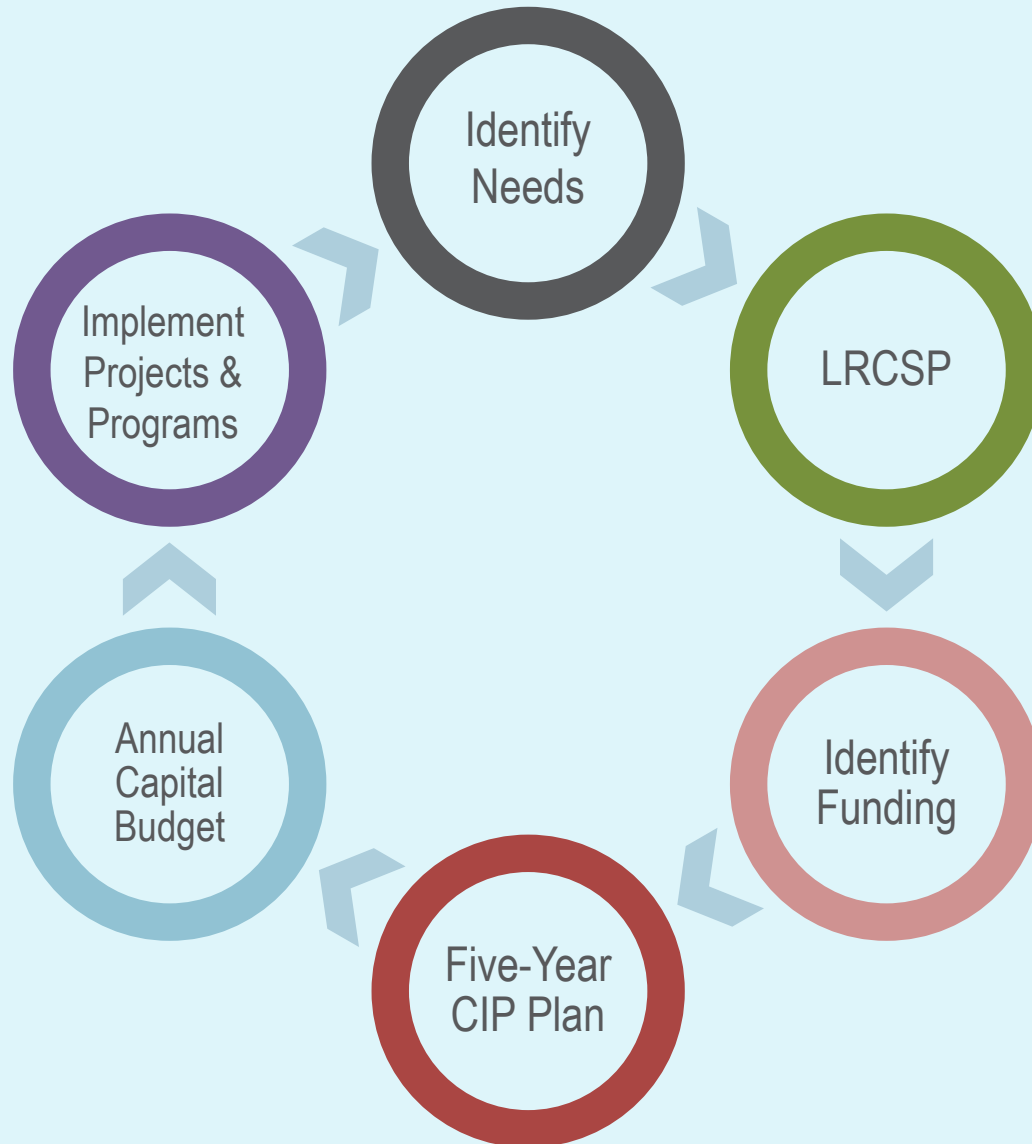 Identify
Needs
LRCSP
Identify
Funding
Five-Year
CIP Plan
Annual
Capital
Budget
Implement
Projects &
Programs